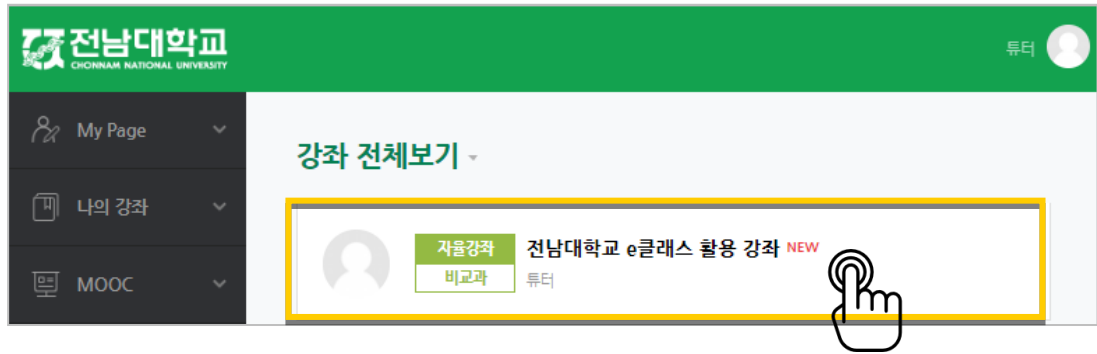 전남대학교
CHONNAM NATIONAL UNIVERSITY
튜터
My Page
나의 강좌
MOOC
강좌 전체보기
자율강좌
비교과
전남대학교 e클래스 활용 강좌 NEW
튜터